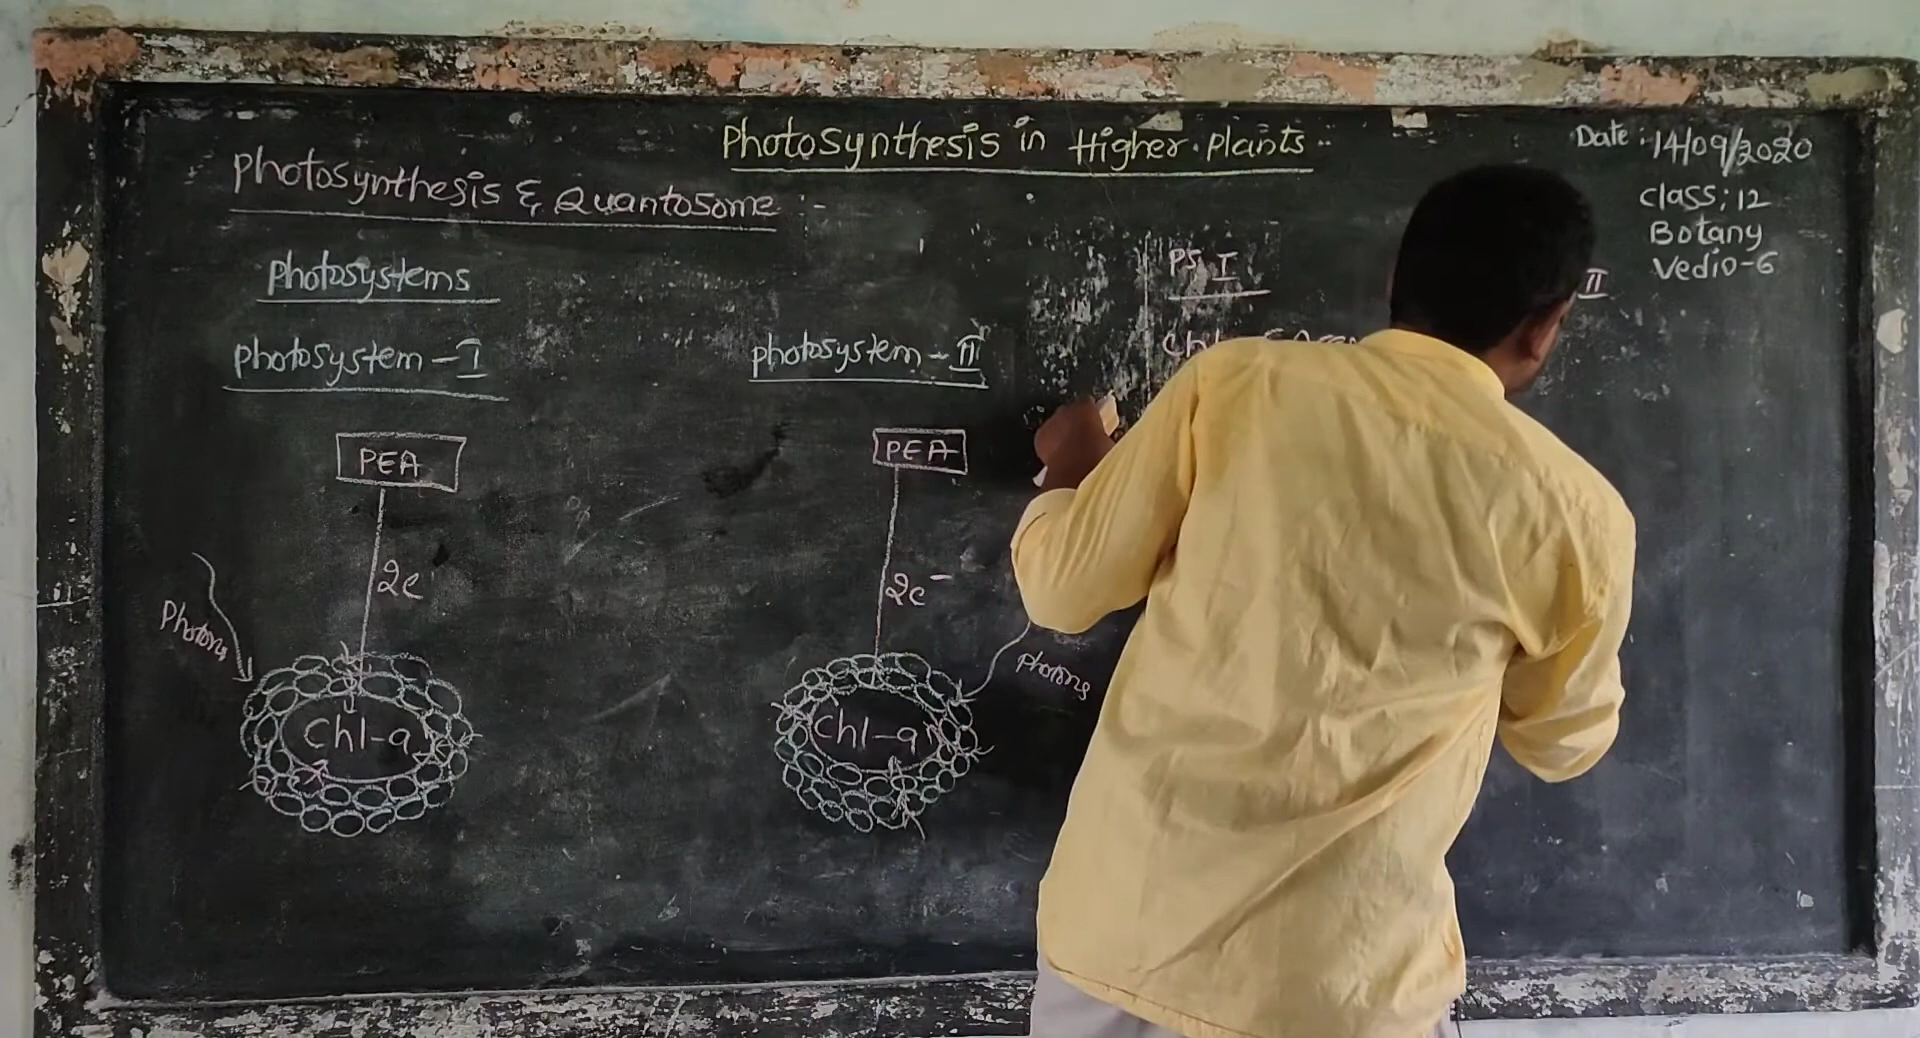 Photosynthesis in Higher Plants
Date: 14/09/2020
Class: 12
Botany
Vedio-6
Photosynthesis & Quantosome :-
Photosystems
Photosystem - I
Photosystem - II
PS I
II
Chl
PEA
PEA
2e
2e-
Photons
Photons
Chl-a
Chl-a